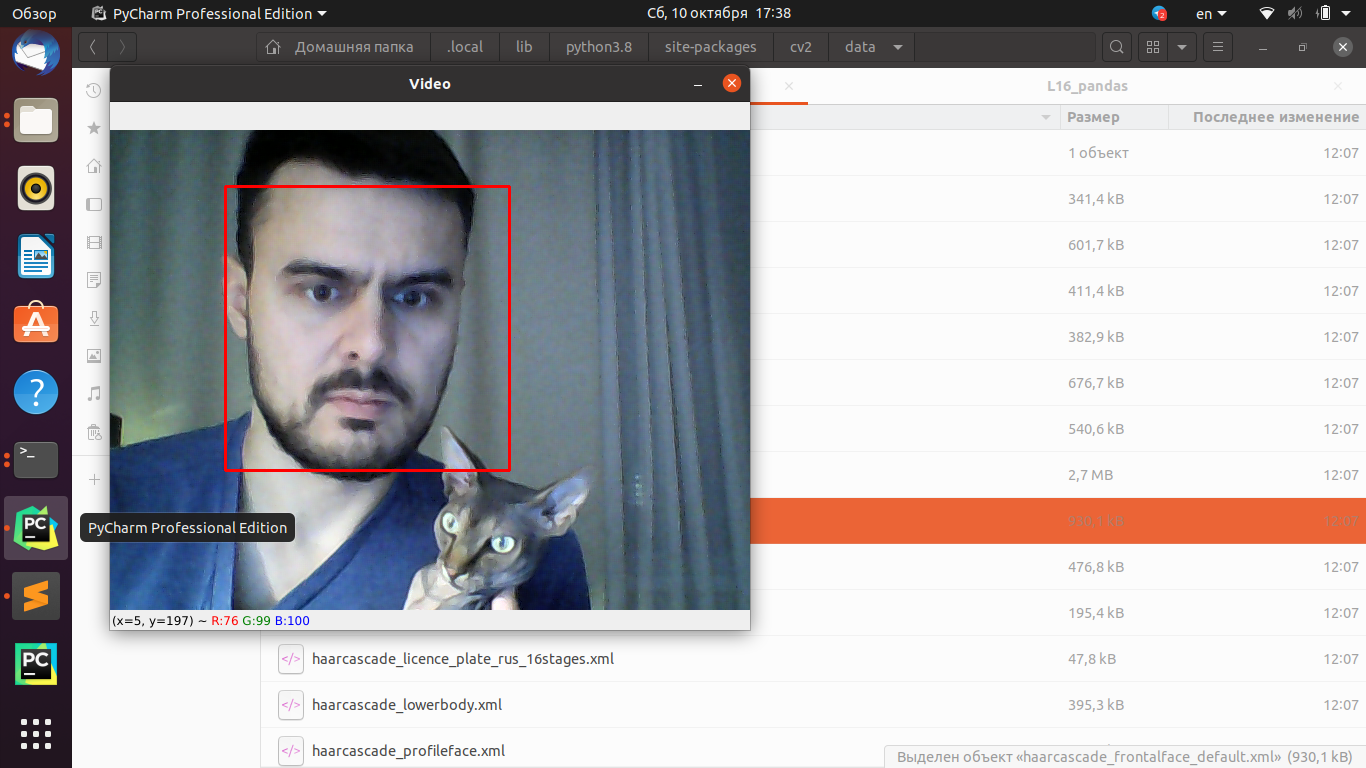 Обзор PyCharm Professional Edition Сб, 10 октября 17:38 en
Домашняя папка .local lib python3.8 site-packages cv2 data
Video
L16_pandas
Размер Последнее изменение
1 объект 12:07
341,4 kB 12:07
601,7 kB 12:07
411,4 kB 12:07
382,9 kB 12:07
676,7 kB 12:07
540,6 kB 12:07
2,7 MB 12:07
930,1 kB 12:07
PyCharm Professional Edition
476,8 kB 12:07
195,4 kB 12:07
(x=5, y=197) ~ R:76 G:99 B:100
haarcascade_licence_plate_rus_16stages.xml 47,8 kB 12:07
haarcascade_lowerbody.xml 395,3 kB 12:07
haarcascade_profileface.xml
Выделен объект «haarcascade_frontalface_default.xml» (930,1 kB)
PC
PC